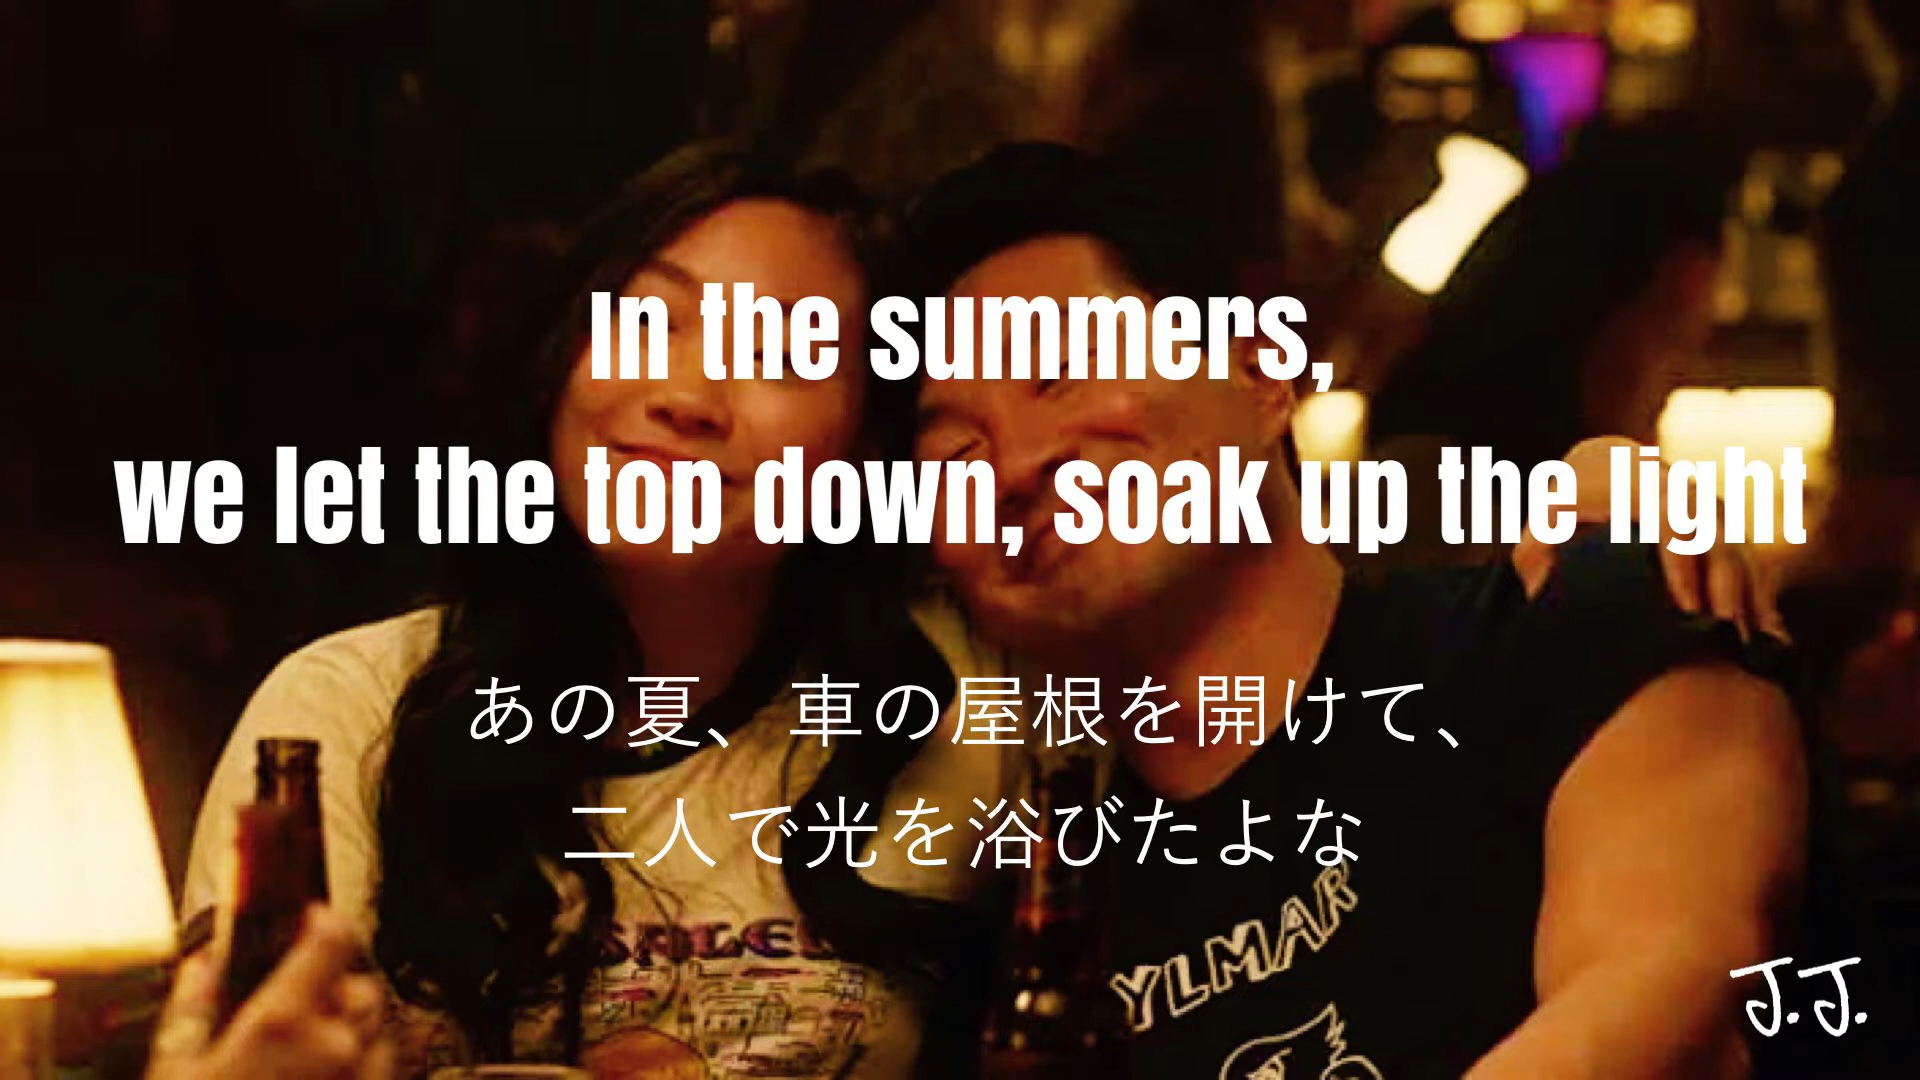 In the summers,
we let the top down, soak up the light
あの夏、車の屋根を開けて、
二人で光を浴びたよな
YLMAR
J.J.